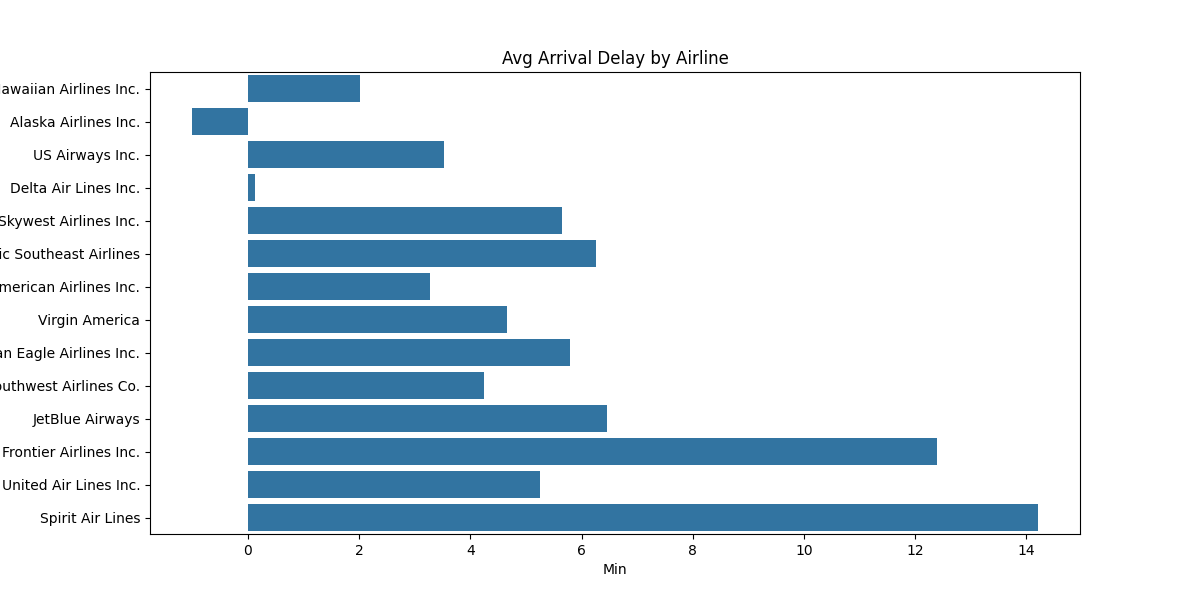 Avg Arrival Delay by Airline
awaiian Airlines Inc.
Alaska Airlines Inc.
US Airways Inc.
Delta Air Lines Inc.
Skywest Airlines Inc.
ic Southeast Airlines
merican Airlines Inc.
Virgin America
an Eagle Airlines Inc.
outhwest Airlines Co.
JetBlue Airways
Frontier Airlines Inc.
United Air Lines Inc.
Spirit Air Lines
0 2 4 6 8 10 12 14
Min